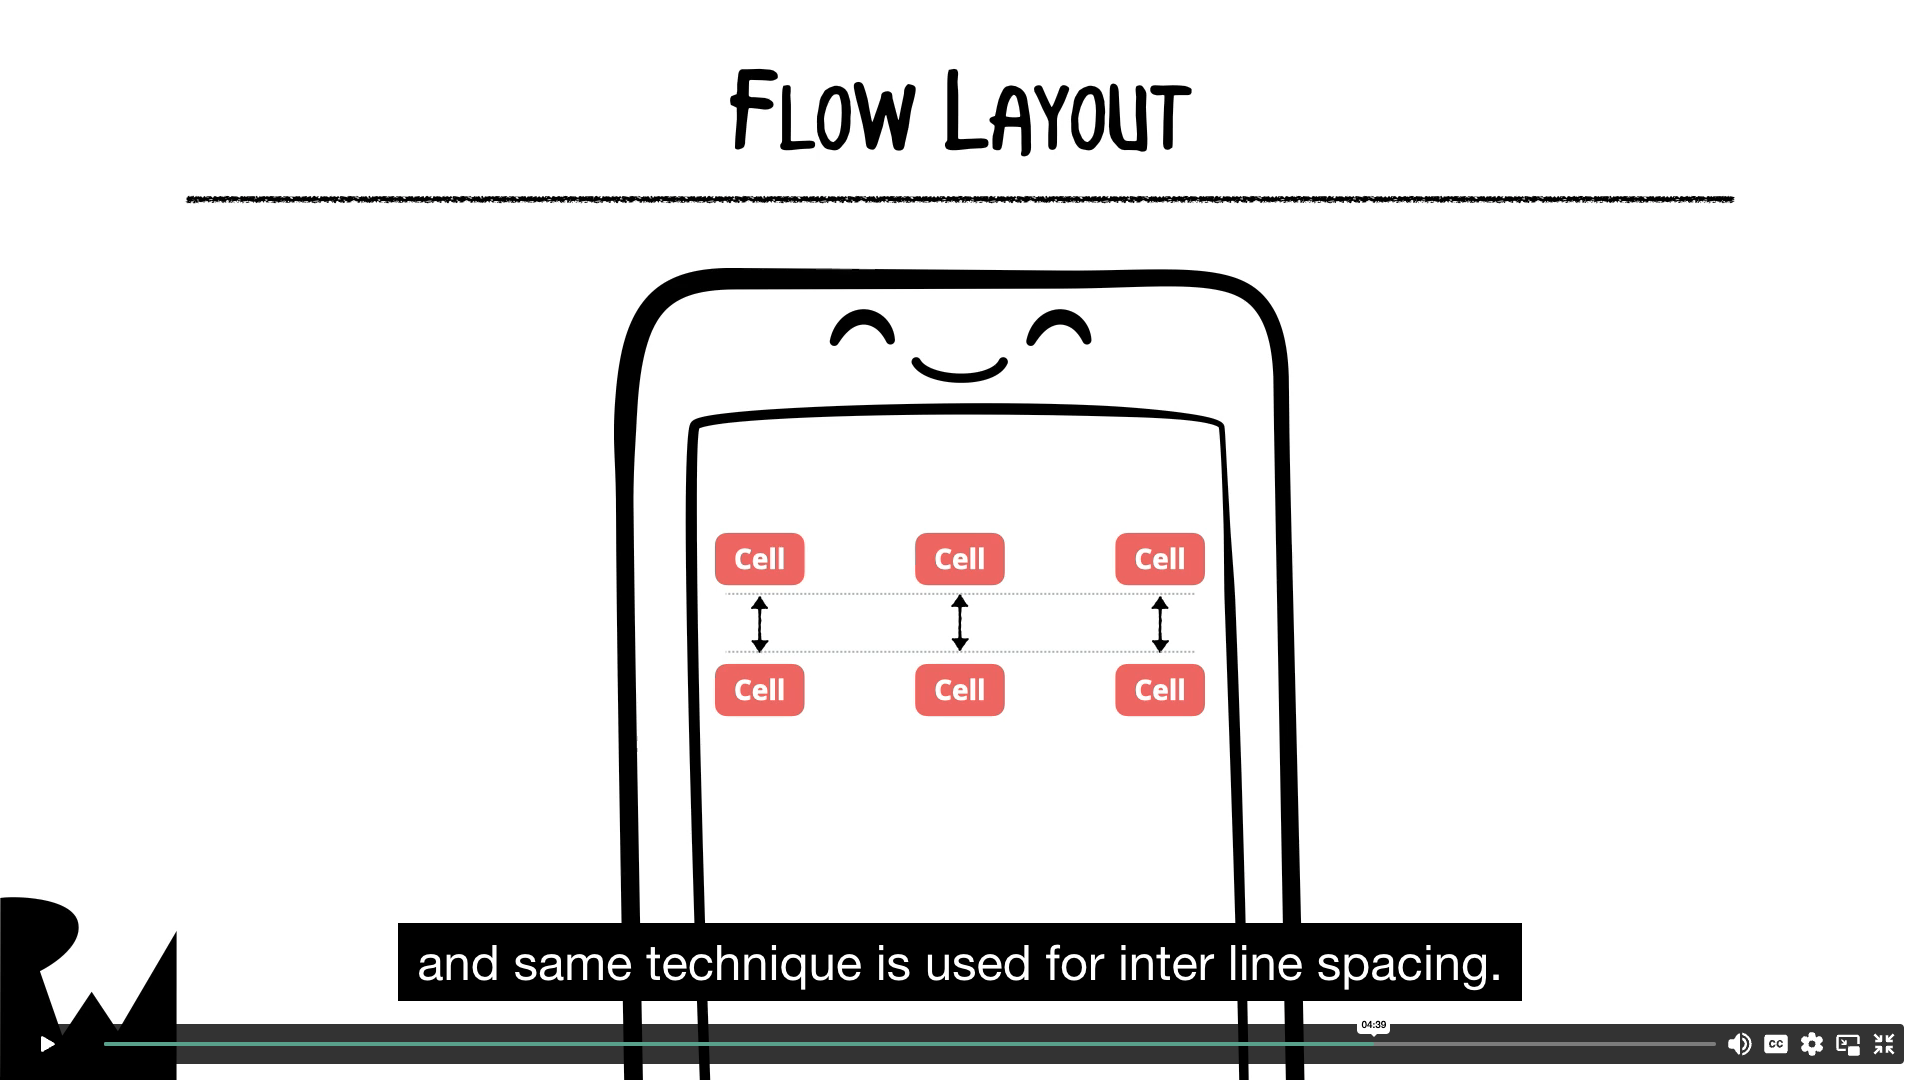 FLOW LAYOUT
Cell Cell Cell
Cell Cell Cell
and same technique is used for inter line spacing.
04:39
CC